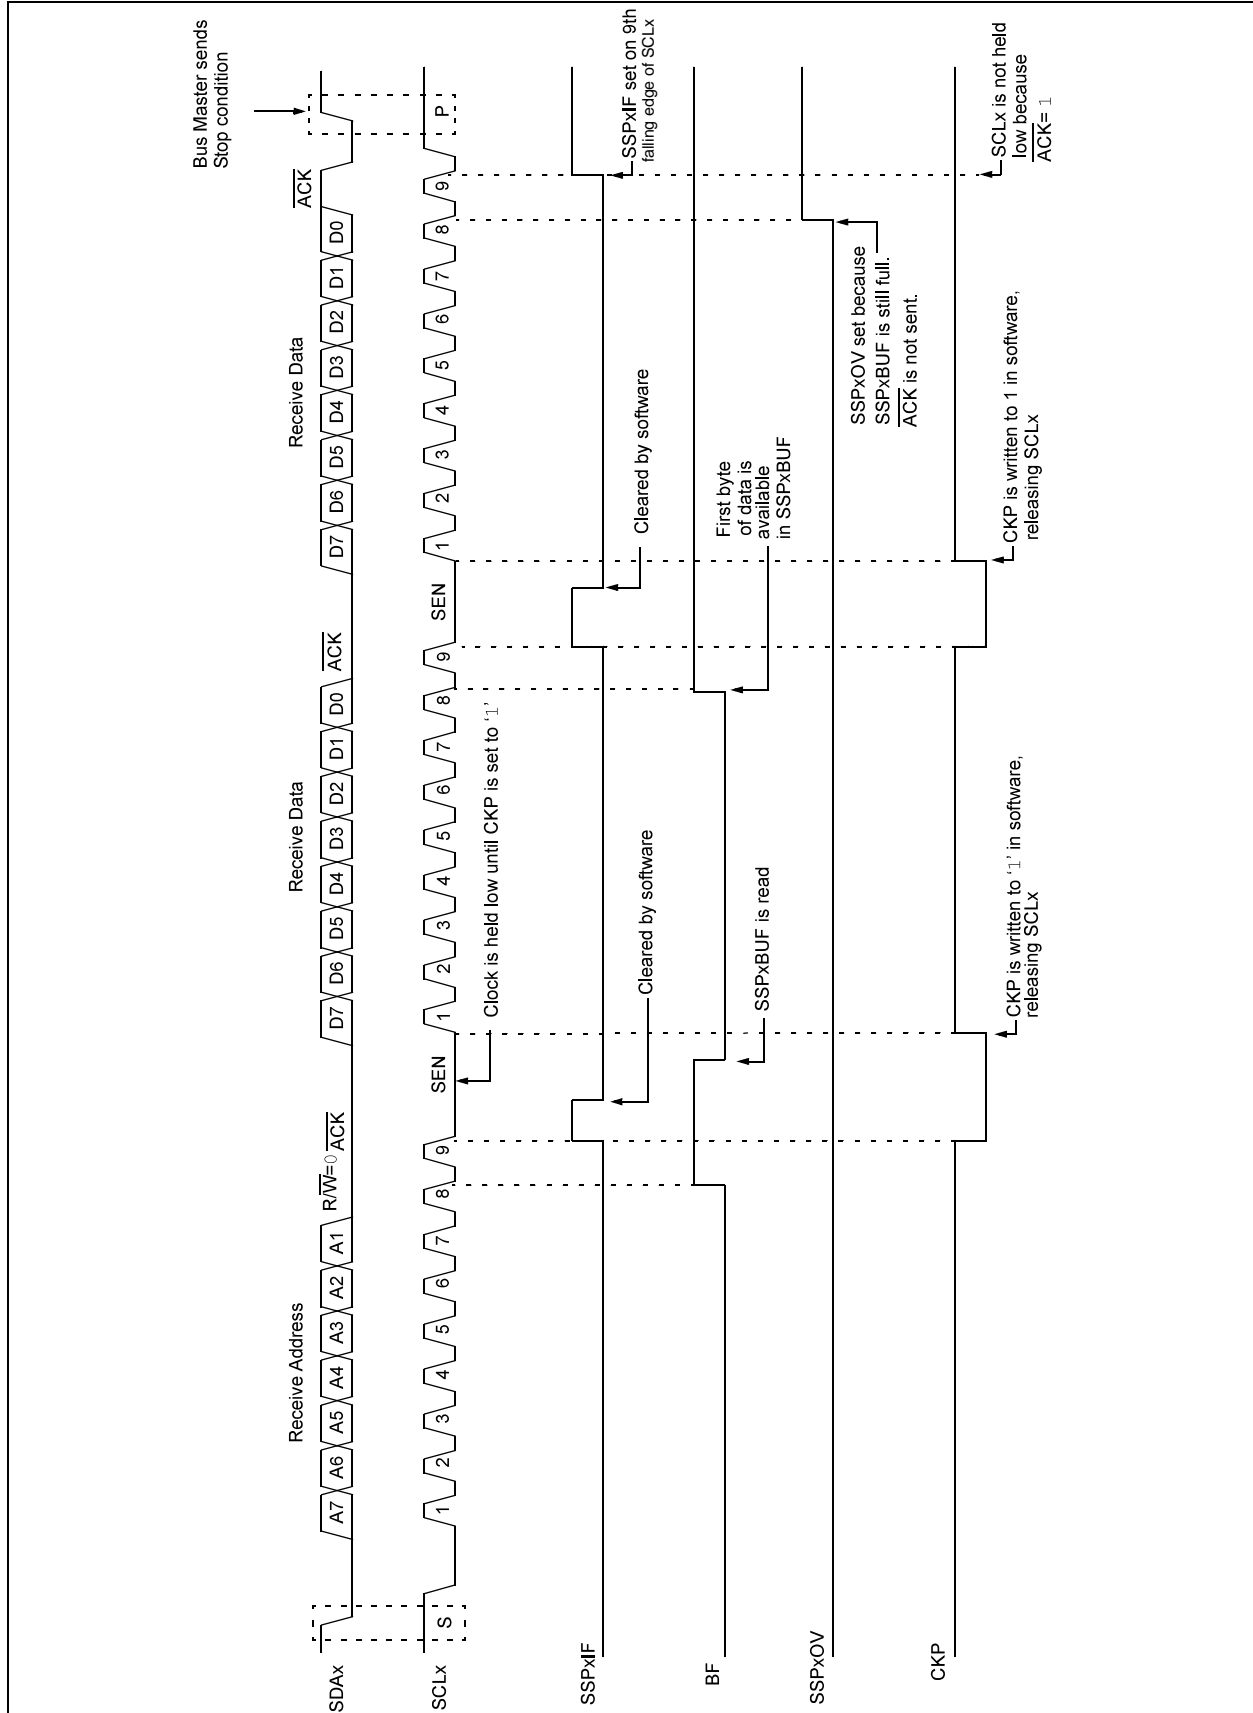 Bus Master sends
Stop condition
Receive Address
Receive Data
Receive Data
SDAx
A7 A6 A5 A4 A3 A2 A1
R/W=0 ACK
D7 D6 D5 D4 D3 D2 D1 D0
ACK
D7 D6 D5 D4 D3 D2 D1 D0
ACK
SCLx
S
1 2 3 4 5 6 7 8 9
SEN
1 2 3 4 5 6 7 8 9
SEN
1 2 3 4 5 6 7 8 9
P
Clock is held low until CKP is set to ‘1’
SSPxIF
Cleared by software
Cleared by software
SSPxIF set on 9th
falling edge of SCLx
BF
SSPxBUF is read
First byte
of data is
available
in SSPxBUF
SSPxOV
SSPxOV set because
SSPxBUF is still full.
ACK is not sent.
CKP
CKP is written to ‘1’ in software,
releasing SCLx
CKP is written to 1 in software,
releasing SCLx
SCLx is not held
low because
ACK= 1